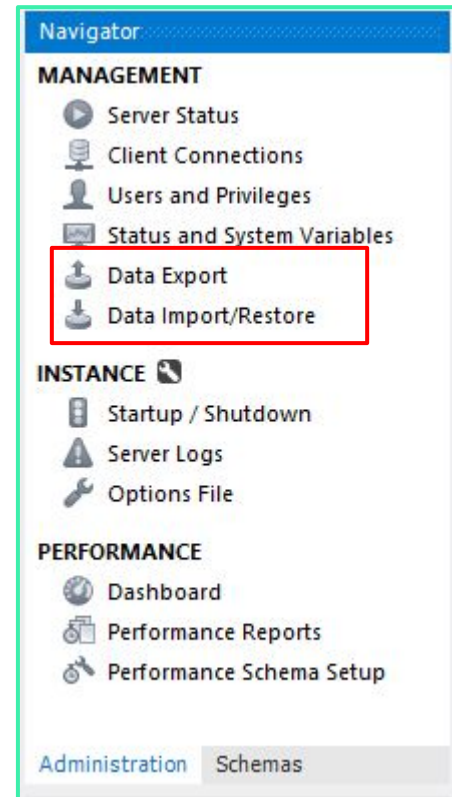 Navigator
MANAGEMENT
Server Status
Client Connections
Users and Privileges
Status and System Variables
Data Export
Data Import/Restore
INSTANCE
Startup / Shutdown
Server Logs
Options File
PERFORMANCE
Dashboard
Performance Reports
Performance Schema Setup
Administration Schemas